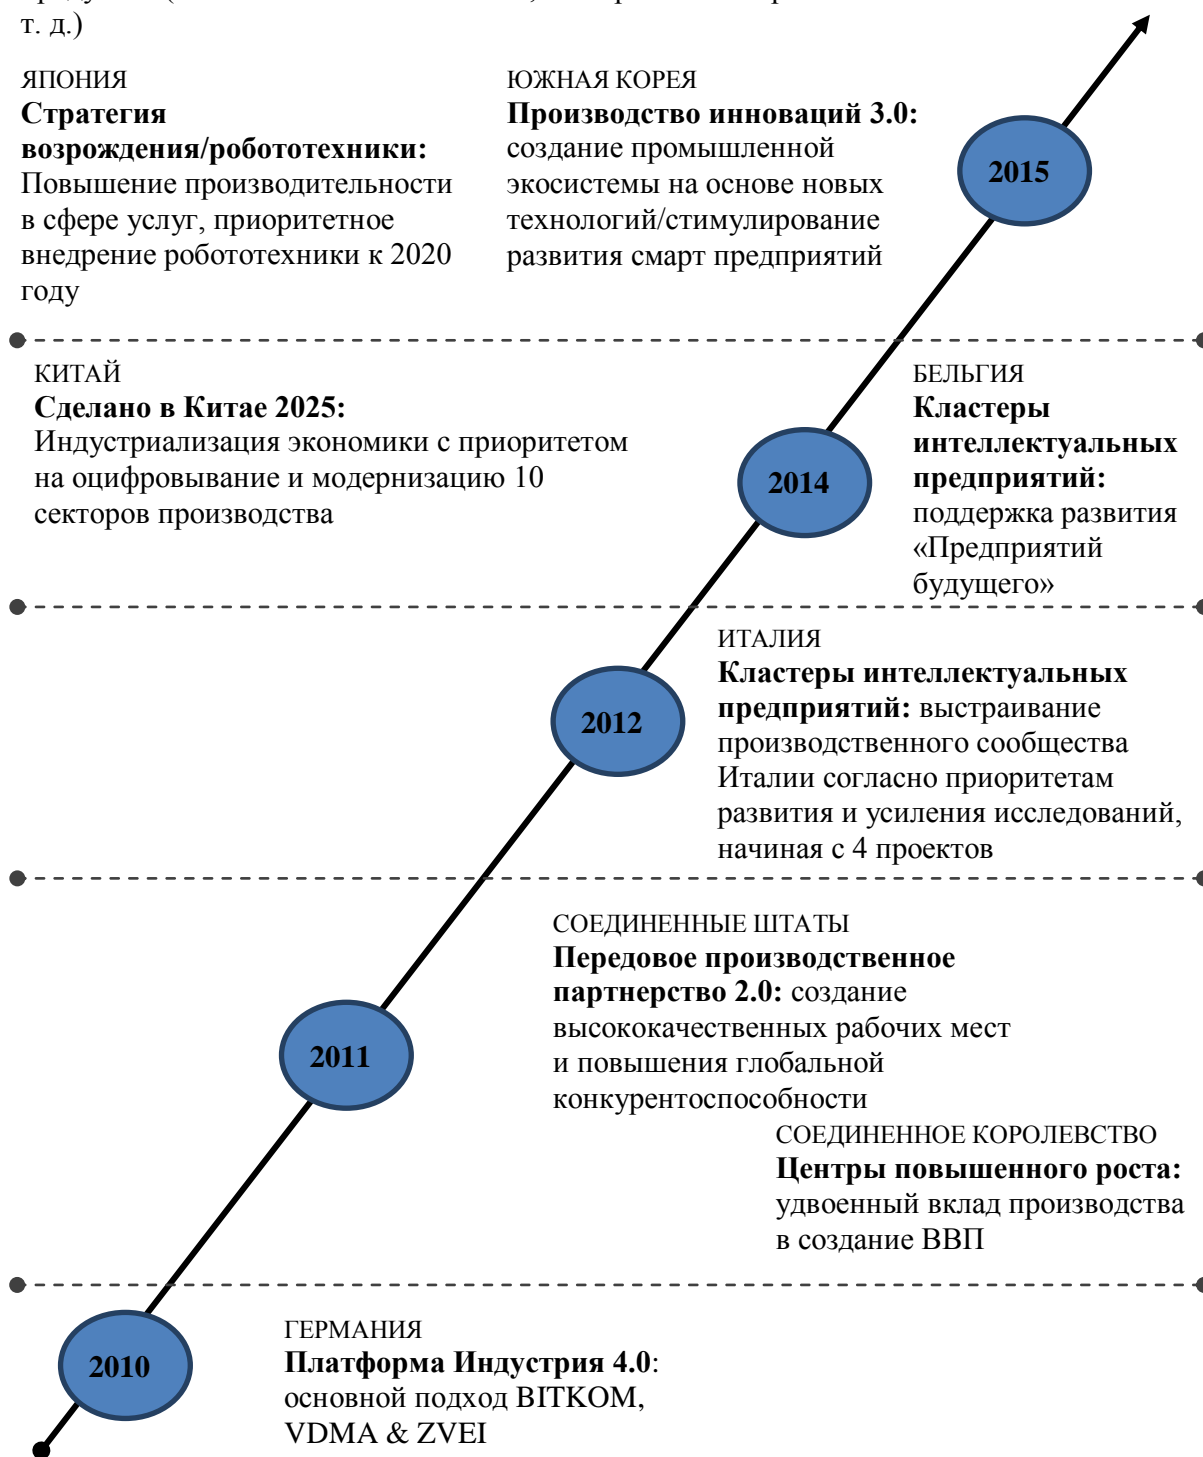 т. д.)
ЯПОНИЯ
Стратегия
возрождения/робототехники:
Повышение производительности
в сфере услуг, приоритетное
внедрение робототехники к 2020
году
ЮЖНАЯ КОРЕЯ
Производство инноваций 3.0:
создание промышленной
экосистемы на основе новых
технологий/стимулирование
развития смарт предприятий
2015
КИТАЙ
Сделано в Китае 2025:
Индустриализация экономики с приоритетом
на оцифровывание и модернизацию 10
секторов производства
2014
БЕЛЬГИЯ
Кластеры
интеллектуальных
предприятий:
поддержка развития
«Предприятий
будущего»
2012
ИТАЛИЯ
Кластеры интеллектуальных
предприятий: выстраивание
производственного сообщества
Италии согласно приоритетам
развития и усиления исследований,
начиная с 4 проектов
2011
СОЕДИНЕННЫЕ ШТАТЫ
Передовое производственное
партнерство 2.0: создание
высококачественных рабочих мест
и повышения глобальной
конкурентоспособности
СОЕДИНЕННОЕ КОРОЛЕВСТВО
Центры повышенного роста:
удвоенный вклад производства
в создание ВВП
2010
ГЕРМАНИЯ
Платформа Индустрия 4.0:
основной подход BITKOM,
VDMA & ZVEI